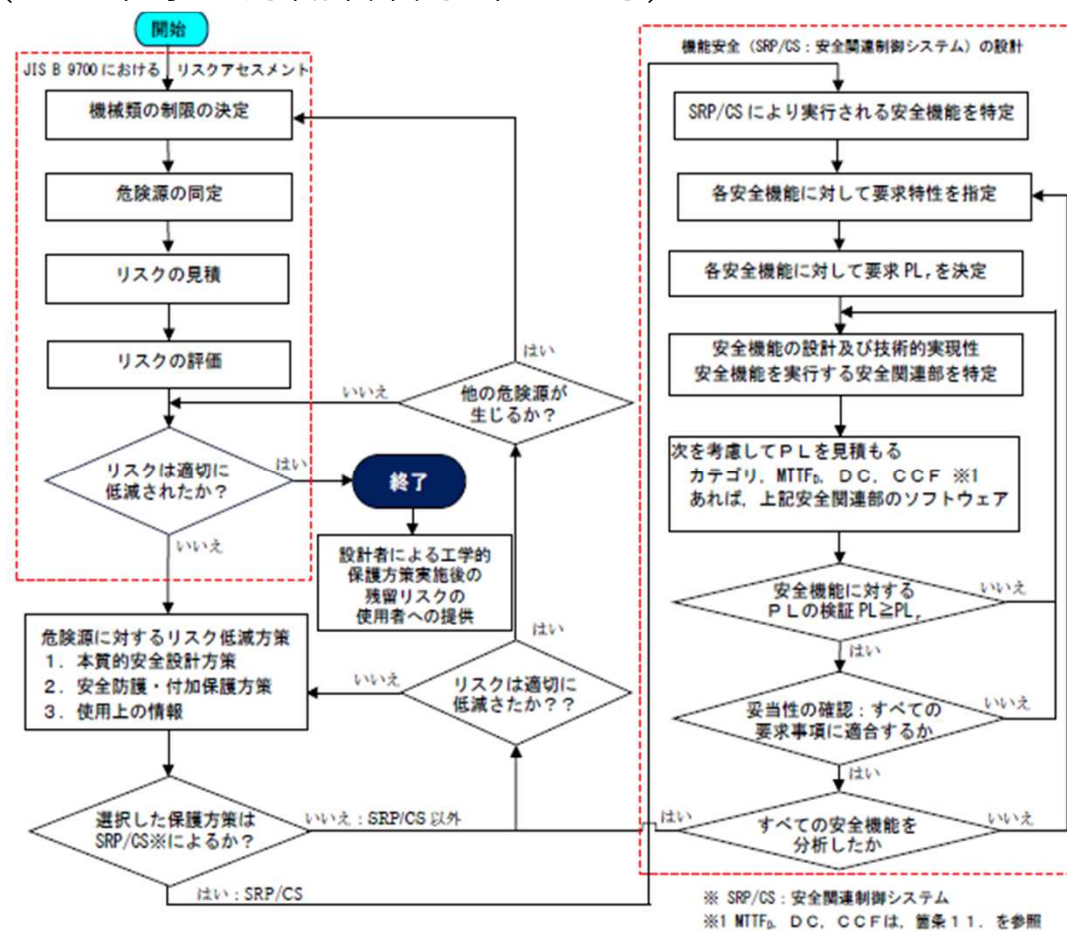 開始
JIS B 9700における リスクアセスメント
機械類の制限の決定
危険源の同定
リスクの見積
リスクの評価
リスクは適切に
低減されたか？
はい
いいえ
終了
設計者による工学的
保護方策実施後の
残留リスクの
使用者への提供
他の危険源が
生じるか？
はい
いいえ
危険源に対するリスク低減方策
1．本質的安全設計方策
2．安全防護・付加保護方策
3．使用上の情報
リスクは適切に
低減さたか？？
はい
いいえ
選択した保護方策は
SRP/CS※によるか？
いいえ：SRP/CS 以外
はい：SRP/CS
機能安全（SRP/CS：安全関連制御システム）の設計
SRP/CSにより実行される安全機能を特定
各安全機能に対して要求特性を指定
各安全機能に対して要求PLrを決定
安全機能の設計及び技術的実現性
安全機能を実行する安全関連部を特定
次を考慮してＰＬを見積もる
カテゴリ，MTTFD，ＤＣ，ＣＣＦ ※1
あれば，上記安全関連部のソフトウェア
安全機能に対する
ＰＬの検証 PL≧PLr
いいえ
はい
妥当性の確認：すべての
要求事項に適合するか
いいえ
はい
すべての安全機能を
分析したか
はい
いいえ
※ SRP/CS：安全関連制御システム
※1 MTTFD，ＤＣ，ＣＣＦは，箇条１１．を参照